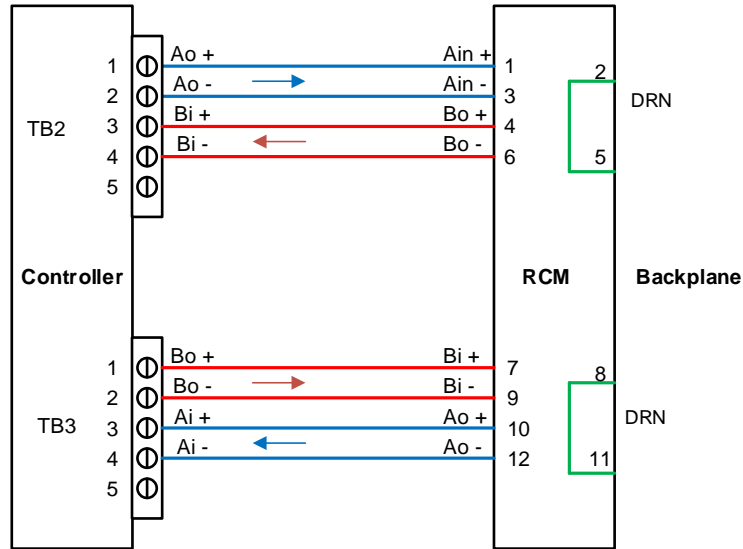 1 Ao + Ain + 1 2
2 Ao - Ain - 3 DRN
TB2 3 Bi + Bo + 4
4 Bi - Bo - 6 5
5
Controller RCM Backplane
1 Bo + Bi + 7 8
2 Bo - Bi - 9
TB3 3 Ai + Ao + 10 DRN
4 Ai - Ao - 12 11
5